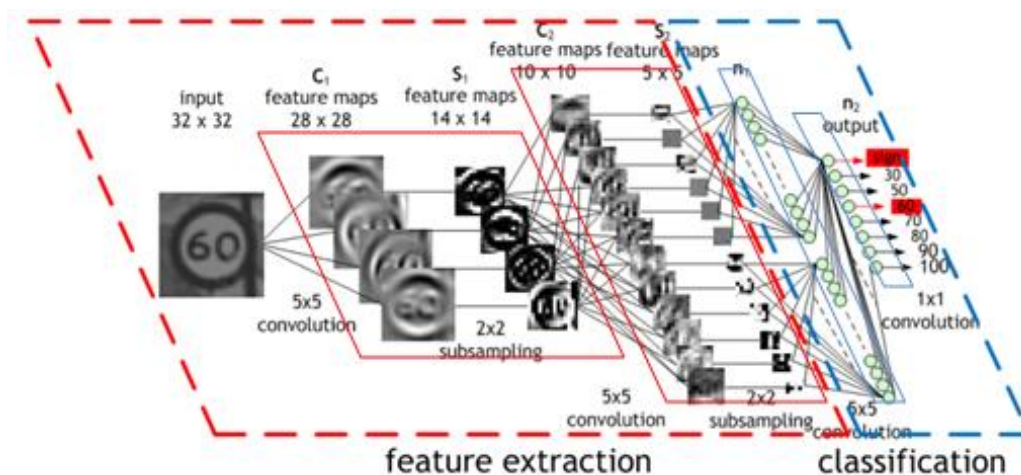 input
32 x 32
C₁
feature maps
28 x 28
S₁
feature maps
14 x 14
C₂
feature maps
10 x 10
S₂
feature maps
5 x 5
n₁
n₂
output
sign
30
50
60
70
80
90
100
60
5x5
convolution
2x2
subsampling
5x5
convolution
2x2
subsampling
5x5
convolution
1x1
convolution
feature extraction
classification